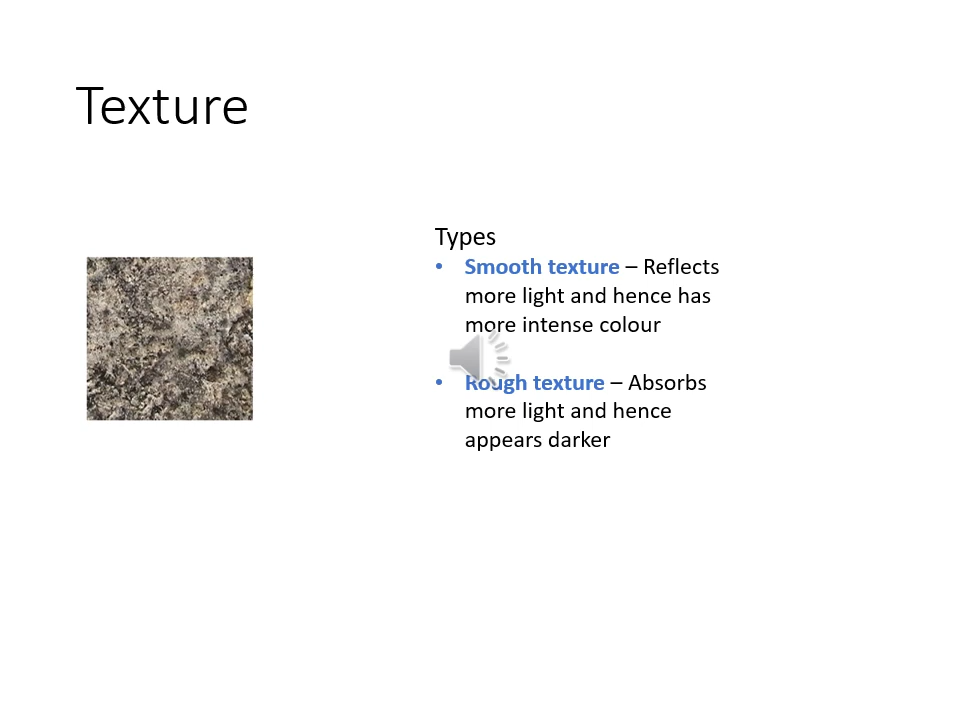 Texture
Types
• Smooth texture – Reflects
more light and hence has
more intense colour
• Rough texture – Absorbs
more light and hence
appears darker